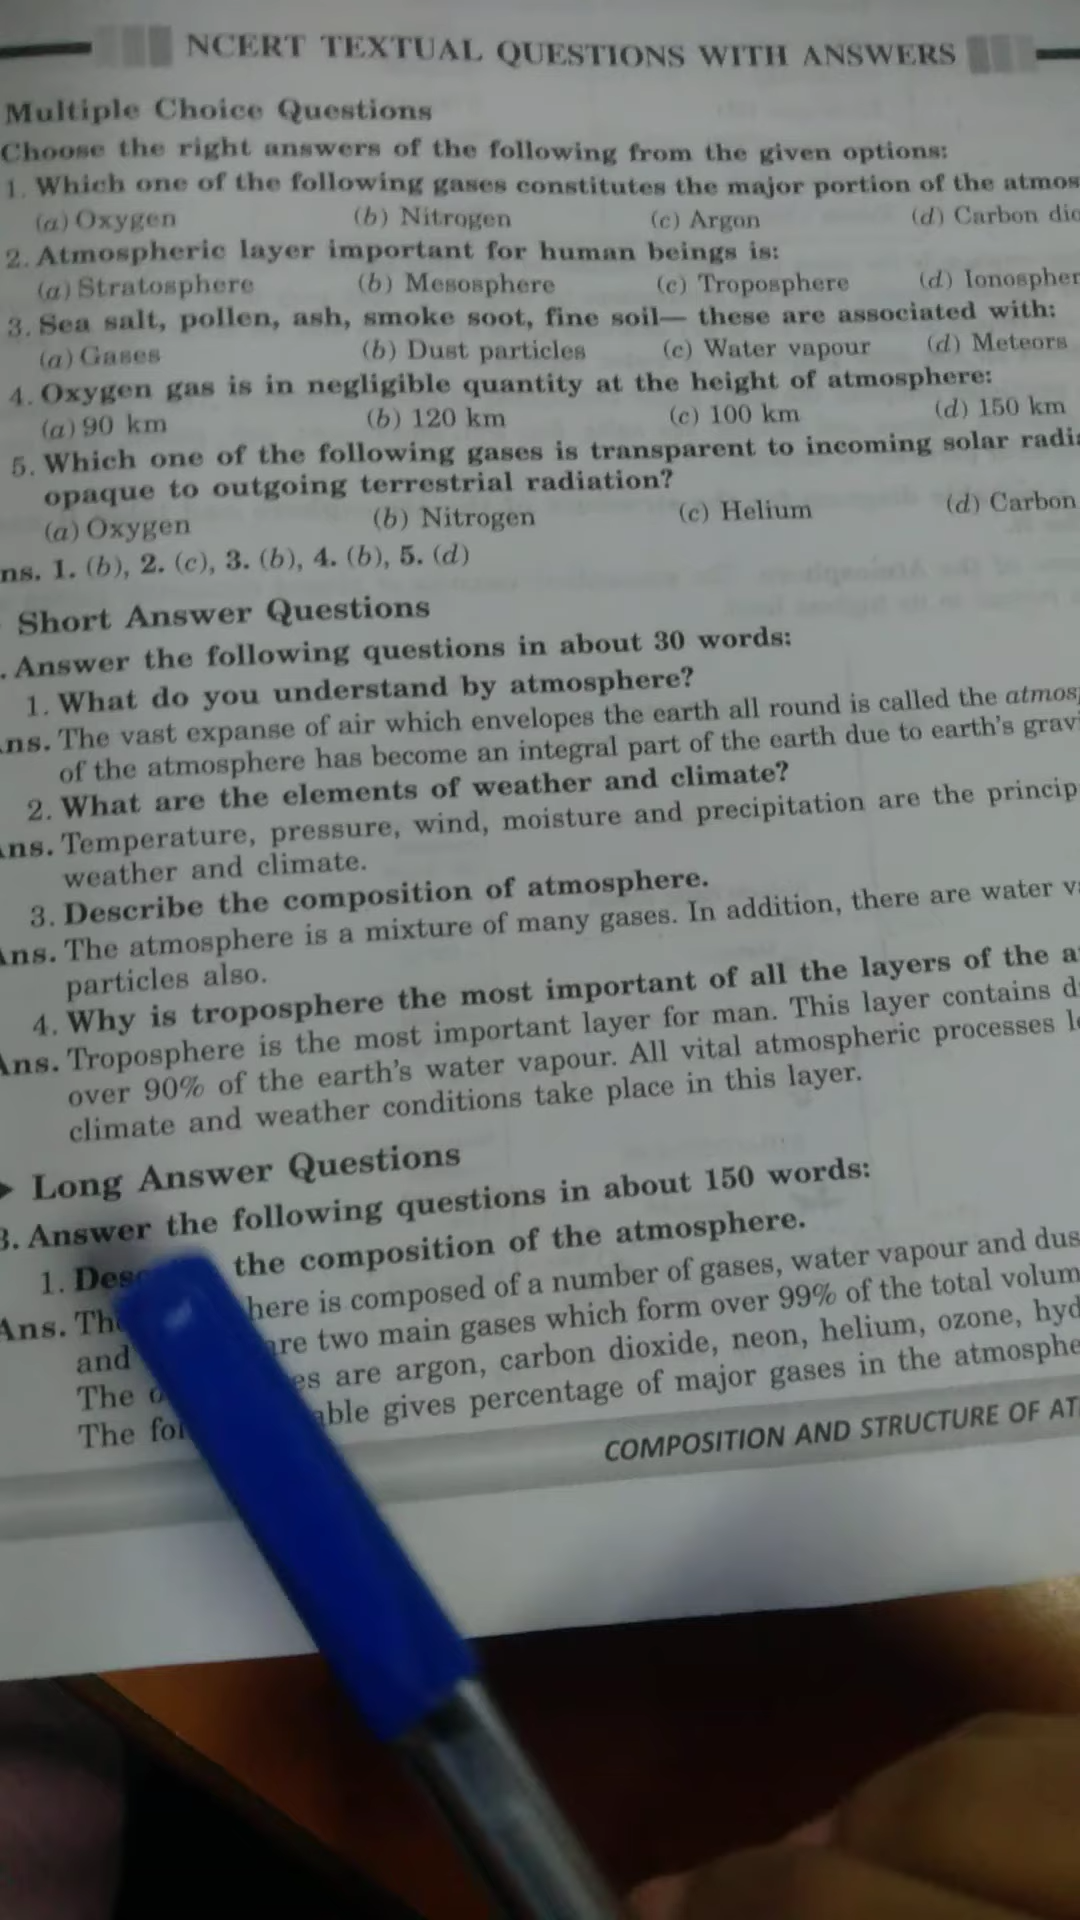 NCERT TEXTUAL QUESTIONS WITH ANSWERS
Multiple Choice Questions
Choose the right answers of the following from the given options:
1. Which one of the following gases constitutes the major portion of the atmos
(a) Oxygen (b) Nitrogen (c) Argon (d) Carbon dio
2. Atmospheric layer important for human beings is:
(a) Stratosphere (b) Mesosphere (c) Troposphere (d) Ionospher
3. Sea salt, pollen, ash, smoke soot, fine soil— these are associated with:
(a) Gases (b) Dust particles (c) Water vapour (d) Meteors
4. Oxygen gas is in negligible quantity at the height of atmosphere:
(a) 90 km (b) 120 km (c) 100 km (d) 150 km
5. Which one of the following gases is transparent to incoming solar radia
opaque to outgoing terrestrial radiation?
(a) Oxygen (b) Nitrogen (c) Helium (d) Carbon
ns. 1. (b), 2. (c), 3. (b), 4. (b), 5. (d)
Short Answer Questions
. Answer the following questions in about 30 words:
1. What do you understand by atmosphere?
ns. The vast expanse of air which envelopes the earth all round is called the atmosp
of the atmosphere has become an integral part of the earth due to earth's grav
2. What are the elements of weather and climate?
ns. Temperature, pressure, wind, moisture and precipitation are the princip
weather and climate.
3. Describe the composition of atmosphere.
Ans. The atmosphere is a mixture of many gases. In addition, there are water va
particles also.
4. Why is troposphere the most important of all the layers of the a
Ans. Troposphere is the most important layer for man. This layer contains d
over 90% of the earth's water vapour. All vital atmospheric processes le
climate and weather conditions take place in this layer.
Long Answer Questions
B. Answer the following questions in about 150 words:
1. Desc the composition of the atmosphere.
Ans. Th here is composed of a number of gases, water vapour and dus
and are two main gases which form over 99% of the total volum
The o es are argon, carbon dioxide, neon, helium, ozone, hyd
The fol able gives percentage of major gases in the atmosphe
COMPOSITION AND STRUCTURE OF AT